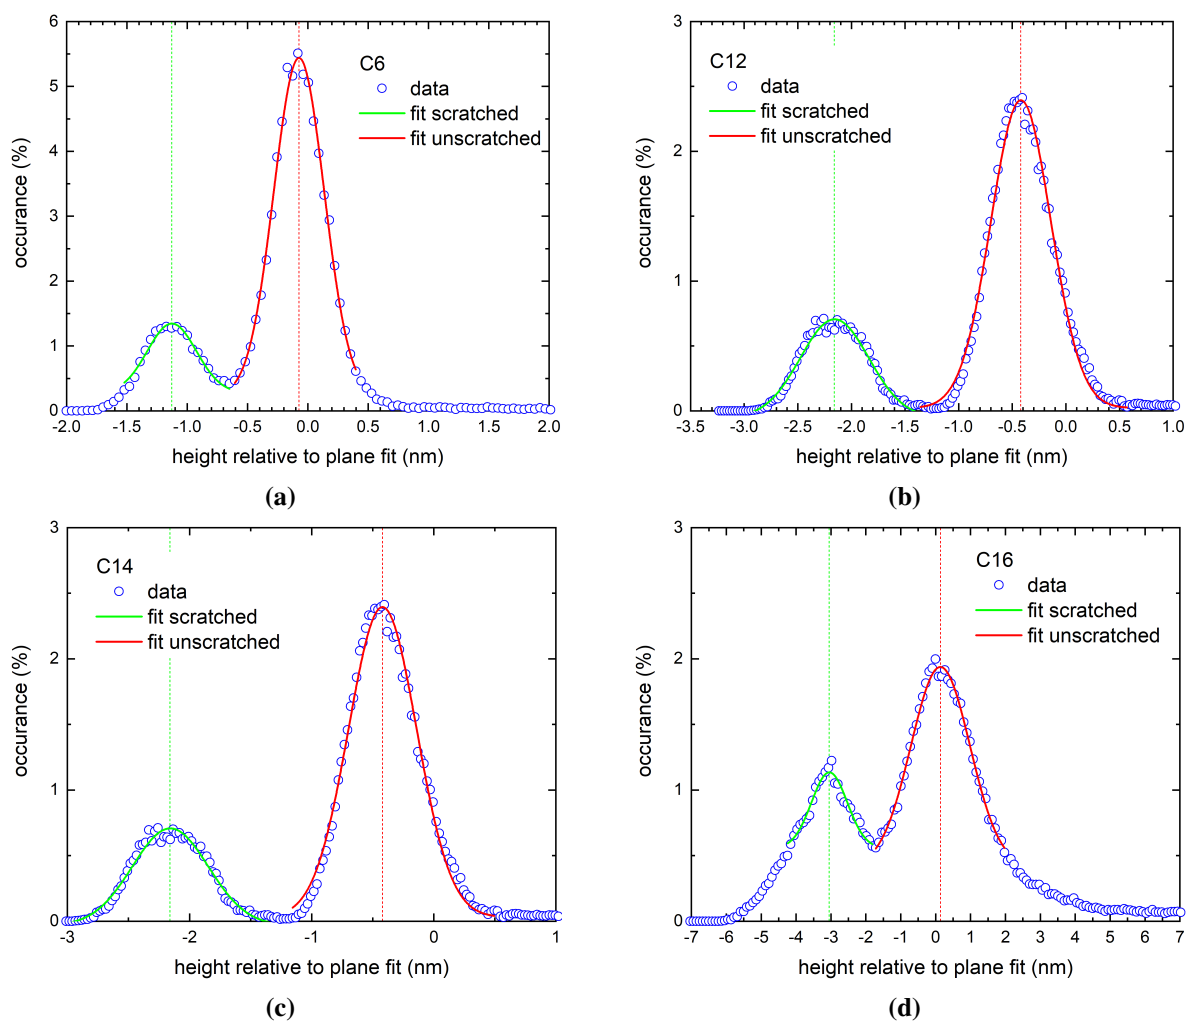 C6
data
fit scratched
fit unscratched
occurance (%)
0 1 2 3 4 5 6
-2.0 -1.5 -1.0 -0.5 0.0 0.5 1.0 1.5 2.0
height relative to plane fit (nm)
(a)
C12
data
fit scratched
fit unscratched
occurance (%)
0 1 2 3
-3.5 -3.0 -2.5 -2.0 -1.5 -1.0 -0.5 0.0 0.5 1.0
height relative to plane fit (nm)
(b)
C14
data
fit scratched
fit unscratched
occurance (%)
0 1 2 3
-3 -2 -1 0 1
height relative to plane fit (nm)
(c)
C16
data
fit scratched
fit unscratched
occurance (%)
0 1 2 3
-7 -6 -5 -4 -3 -2 -1 0 1 2 3 4 5 6 7
height relative to plane fit (nm)
(d)